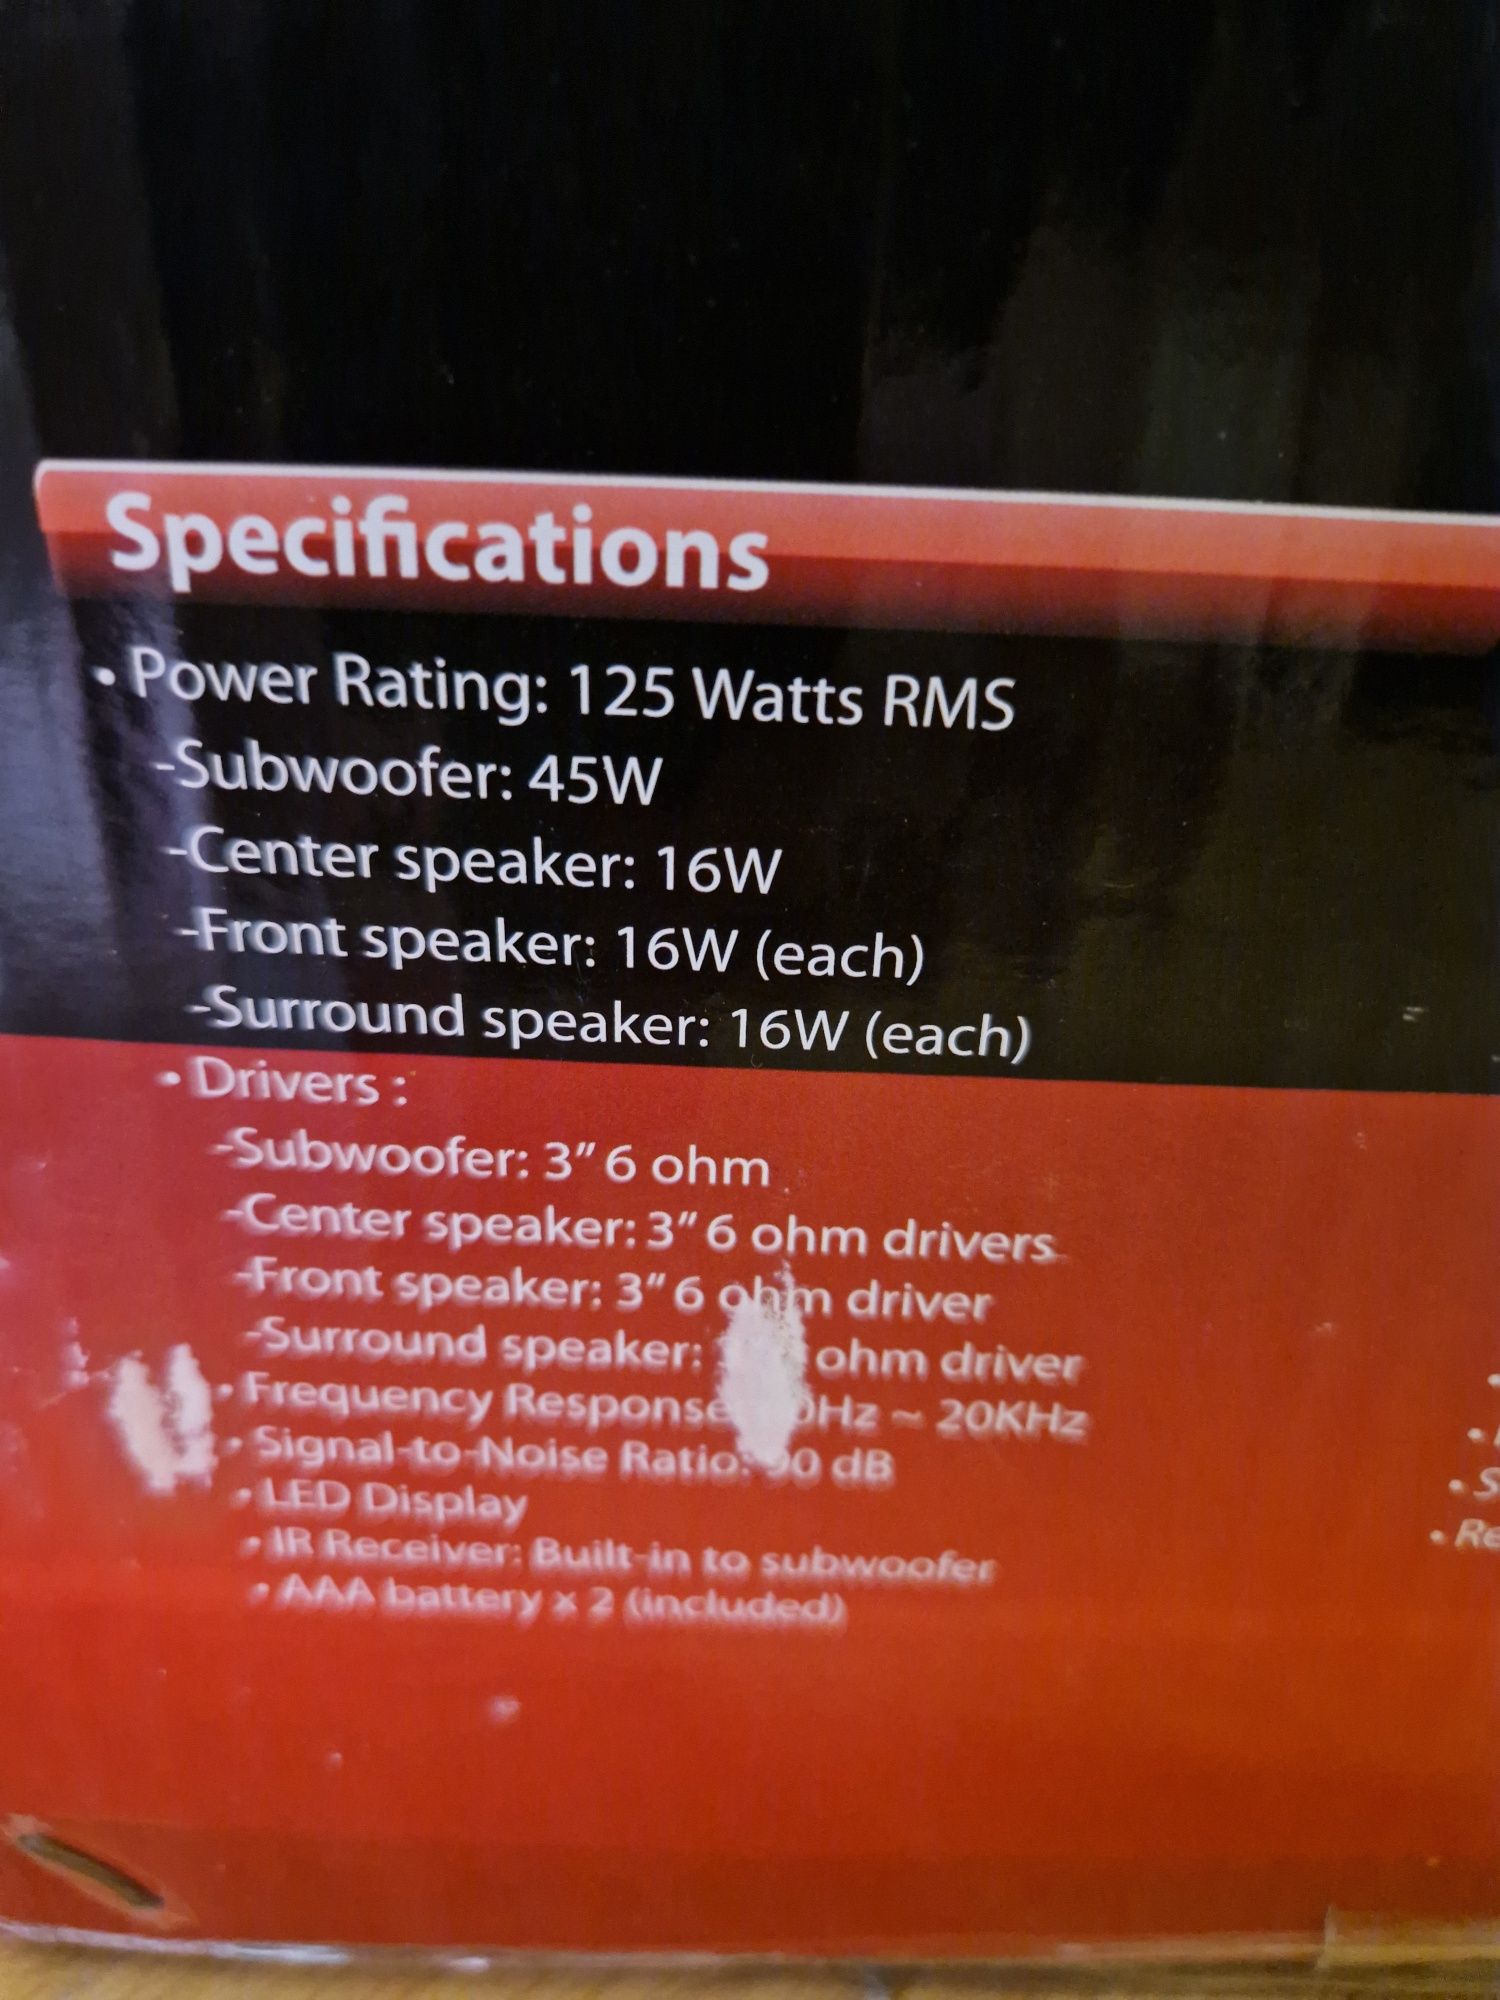 Specifications
• Power Rating: 125 Watts RMS
-Subwoofer: 45W
-Center speaker: 16W
-Front speaker: 16W (each)
-Surround speaker: 16W (each)
• Drivers :
-Subwoofer: 3" 6 ohm
-Center speaker: 3" 6 ohm drivers
-Front speaker: 3" 6 ohm driver
-Surround speaker: ohm driver
• Frequency Response ~ 20KHz
• Signal-to-Noise Ratio: dB
• LED Display
• IR Receiver: Built-in to subwoofer
• AAA battery x 2 (included)